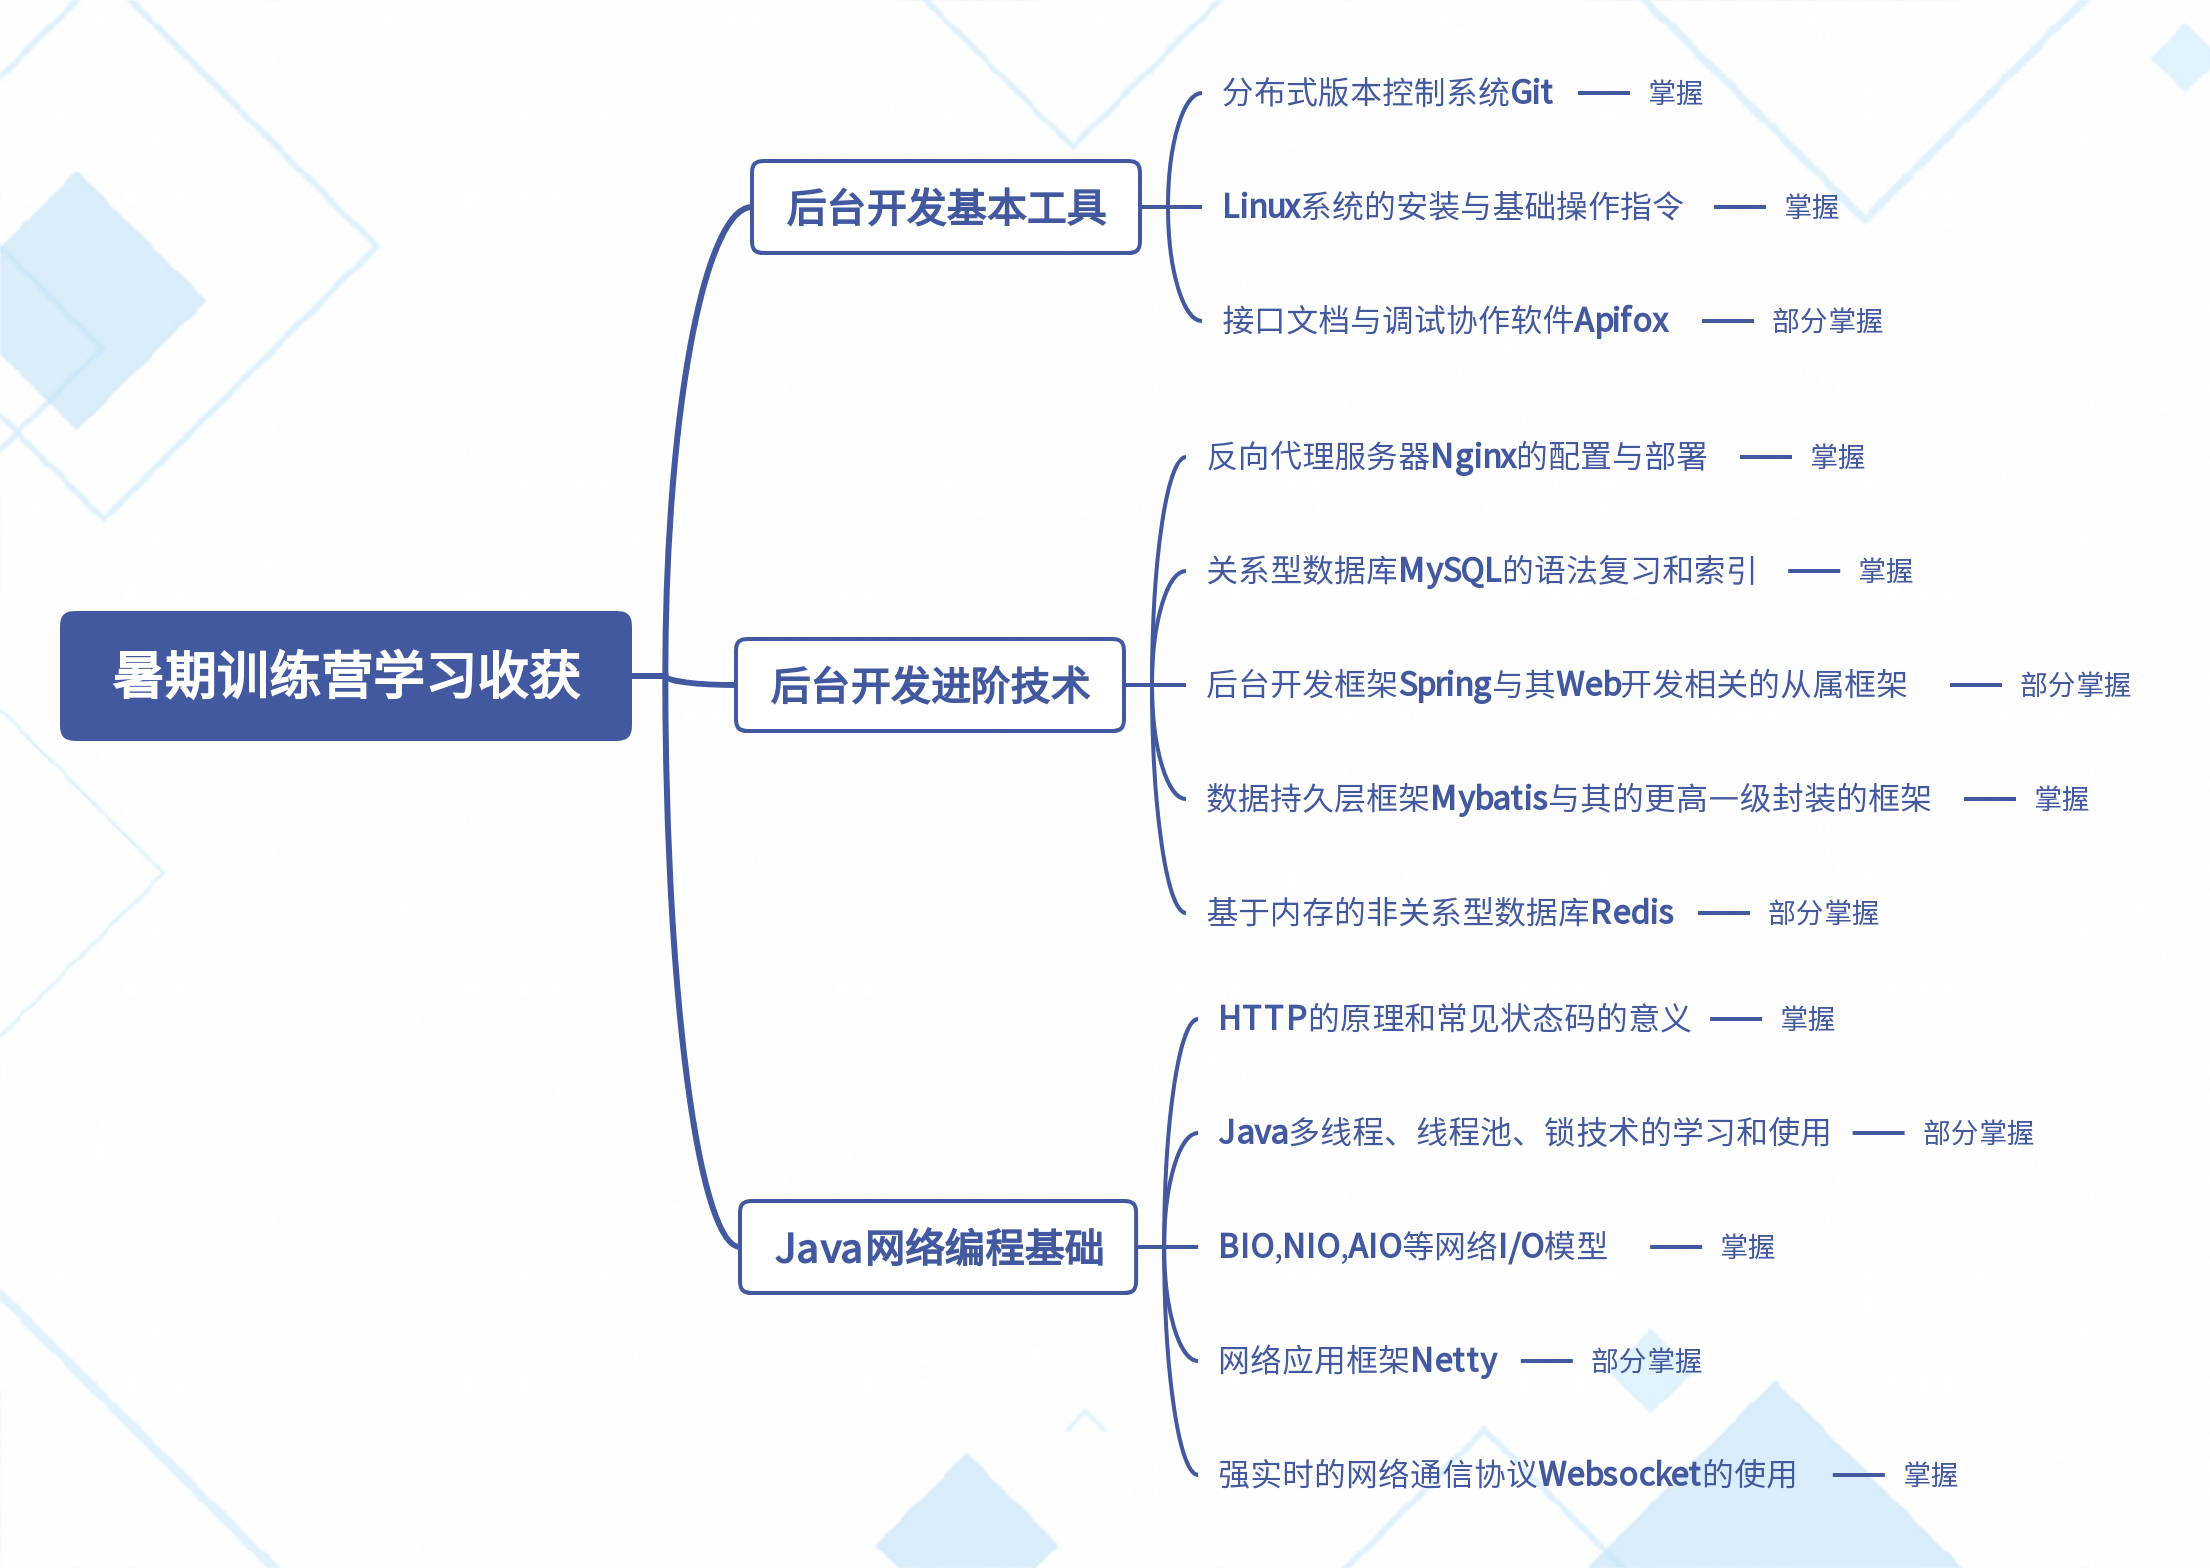 暑期训练营学习收获
后台开发基本工具
分布式版本控制系统Git — 掌握
Linux系统的安装与基础操作指令 — 掌握
接口文档与调试协作软件Apifox — 部分掌握
后台开发进阶技术
反向代理服务器Nginx的配置与部署 — 掌握
关系型数据库MySQL的语法复习和索引 — 掌握
后台开发框架Spring与其Web开发相关的从属框架 — 部分掌握
数据持久层框架Mybatis与其的更高一级封装的框架 — 掌握
基于内存的非关系型数据库Redis — 部分掌握
Java网络编程基础
HTTP的原理和常见状态码的意义 — 掌握
Java多线程、线程池、锁技术的学习和使用 — 部分掌握
BIO,NIO,AIO等网络I/O模型 — 掌握
网络应用框架Netty — 部分掌握
强实时的网络通信协议Websocket的使用 — 掌握